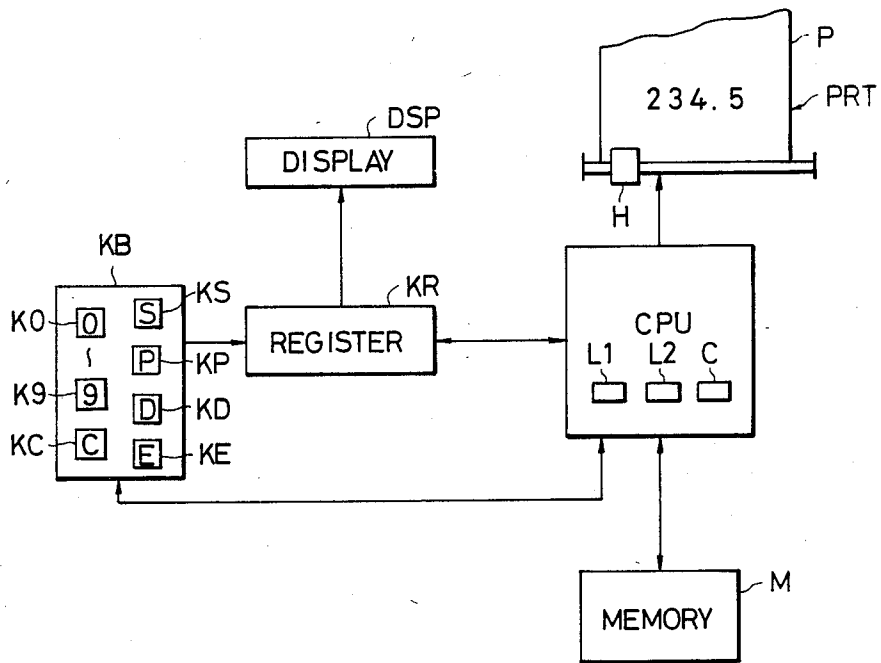 P
234.5
PRT
DSP
DISPLAY
H
KB
KS
KR
K0
0
S
REGISTER
CPU
P
KP
L1
L2
C
K9
9
D
KD
KC
C
E
KE
M
MEMORY